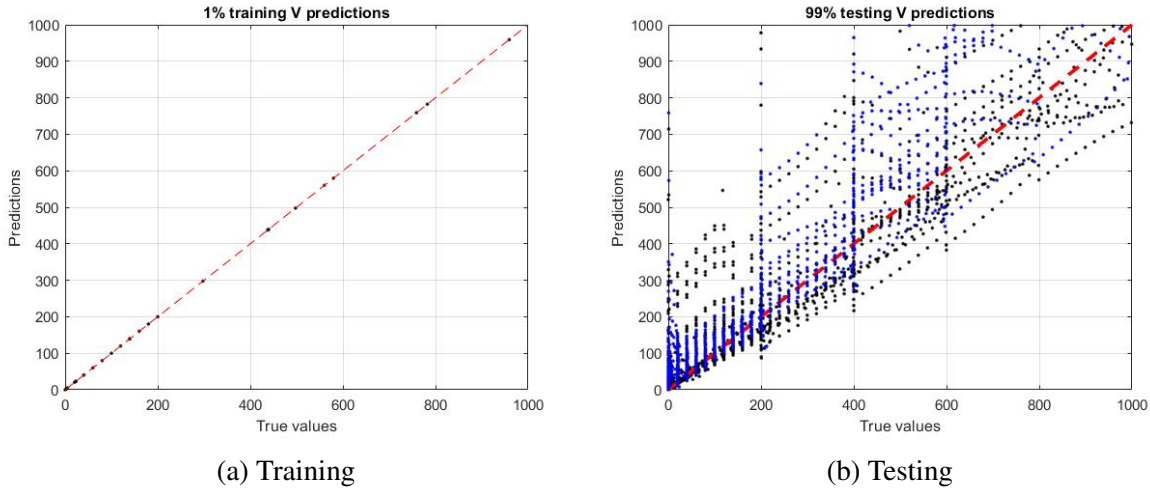 1% training V predictions
1000
900
800
700
600
500
400
300
200
100
0
Predictions
0 200 400 600 800 1000
True values
(a) Training
99% testing V predictions
1000
900
800
700
600
500
400
300
200
100
0
Predictions
0 200 400 600 800 1000
True values
(b) Testing